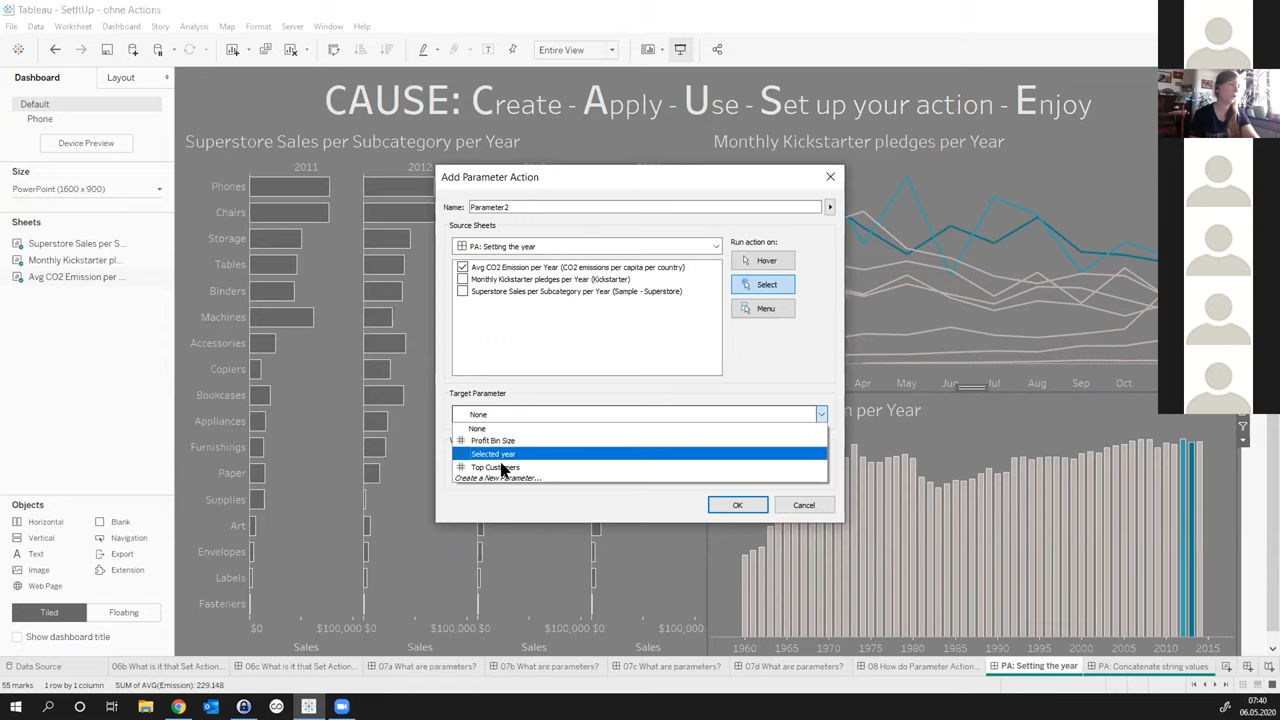 Tableau - SetItUp - ohne Actions
File Data Worksheet Dashboard Story Analysis Map Format Server Window Help
Entire View
Dashboard Layout
Default
Phone
Device Preview
Size
PowerPoint (1600 x 900)
Sheets
Superstore Sales per S...
Monthly Kickstarter pl...
Avg CO2 Emission per ...
Objects
Horizontal Blank
Vertical Navigation
Text Export
Image Extension
Web Page
Tiled Floating
Show dashboard title
CAUSE: Create - Apply - Use - Set up your action - Enjoy
Superstore Sales per Subcategory per Year
2011 2012
Phones
Chairs
Storage
Tables
Binders
Machines
Accessories
Copiers
Bookcases
Appliances
Furnishings
Paper
Supplies
Art
Envelopes
Labels
Fasteners
$0 $100,000 $0 $100,000 $0 $100,000 $0 $100,000
Sales Sales Sales Sales
Monthly Kickstarter pledges per Year
Apr May Jun Jul Aug Sep Oct
n per Year
1960 1965 1970 1975 1980 1985 1990 1995 2000 2005 2010 2015
Add Parameter Action
Name: Parameter2
Source Sheets
PA: Setting the year
Avg CO2 Emission per Year (CO2 emissions per capita per country)
Monthly Kickstarter pledges per Year (Kickstarter)
Superstore Sales per Subcategory per Year (Sample - Superstore)
Run action on:
Hover
Select
Menu
Target Parameter
None
None
Profit Bin Size
Selected year
Top Customers
Create a New Parameter...
OK Cancel
Data Source 06b What is it that Set Action... 06c What is it that Set Action... 07a What are parameters? 07b What are parameters? 07c What are parameters? 07d What are parameters? 08 How do Parameter Action... PA: Setting the year PA: Concatenate string values
55 marks 1 row by 1 column SUM of AVG(Emission): 229.148
07:40
06.05.2020